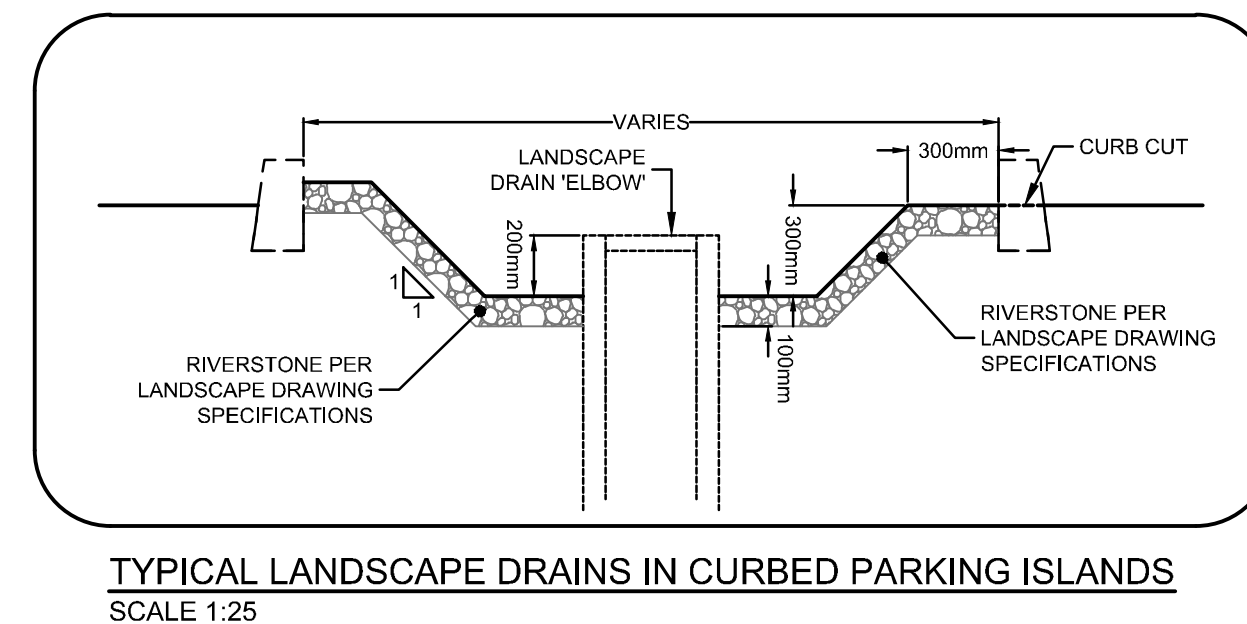 VARIES
LANDSCAPE
DRAIN 'ELBOW'
300mm
CURB CUT
200mm
300mm
1
1
100mm
RIVERSTONE PER
LANDSCAPE DRAWING
SPECIFICATIONS
RIVERSTONE PER
LANDSCAPE DRAWING
SPECIFICATIONS
TYPICAL LANDSCAPE DRAINS IN CURBED PARKING ISLANDS
SCALE 1:25